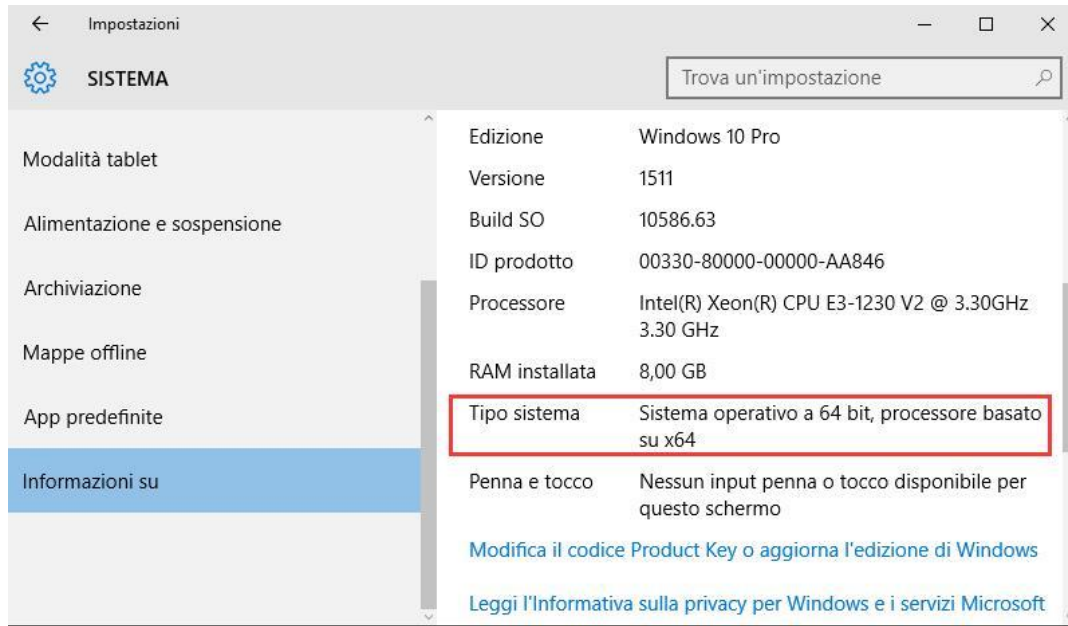 Impostazioni
SISTEMA
Trova un'impostazione
Modalità tablet
Alimentazione e sospensione
Archiviazione
Mappe offline
App predefinite
Informazioni su
Edizione Windows 10 Pro
Versione 1511
Build SO 10586.63
ID prodotto 00330-80000-00000-AA846
Processore Intel(R) Xeon(R) CPU E3-1230 V2 @ 3.30GHz
3.30 GHz
RAM installata 8,00 GB
Tipo sistema Sistema operativo a 64 bit, processore basato
su x64
Penna e tocco Nessun input penna o tocco disponibile per
questo schermo
Modifica il codice Product Key o aggiorna l'edizione di Windows
Leggi l'Informativa sulla privacy per Windows e i servizi Microsoft